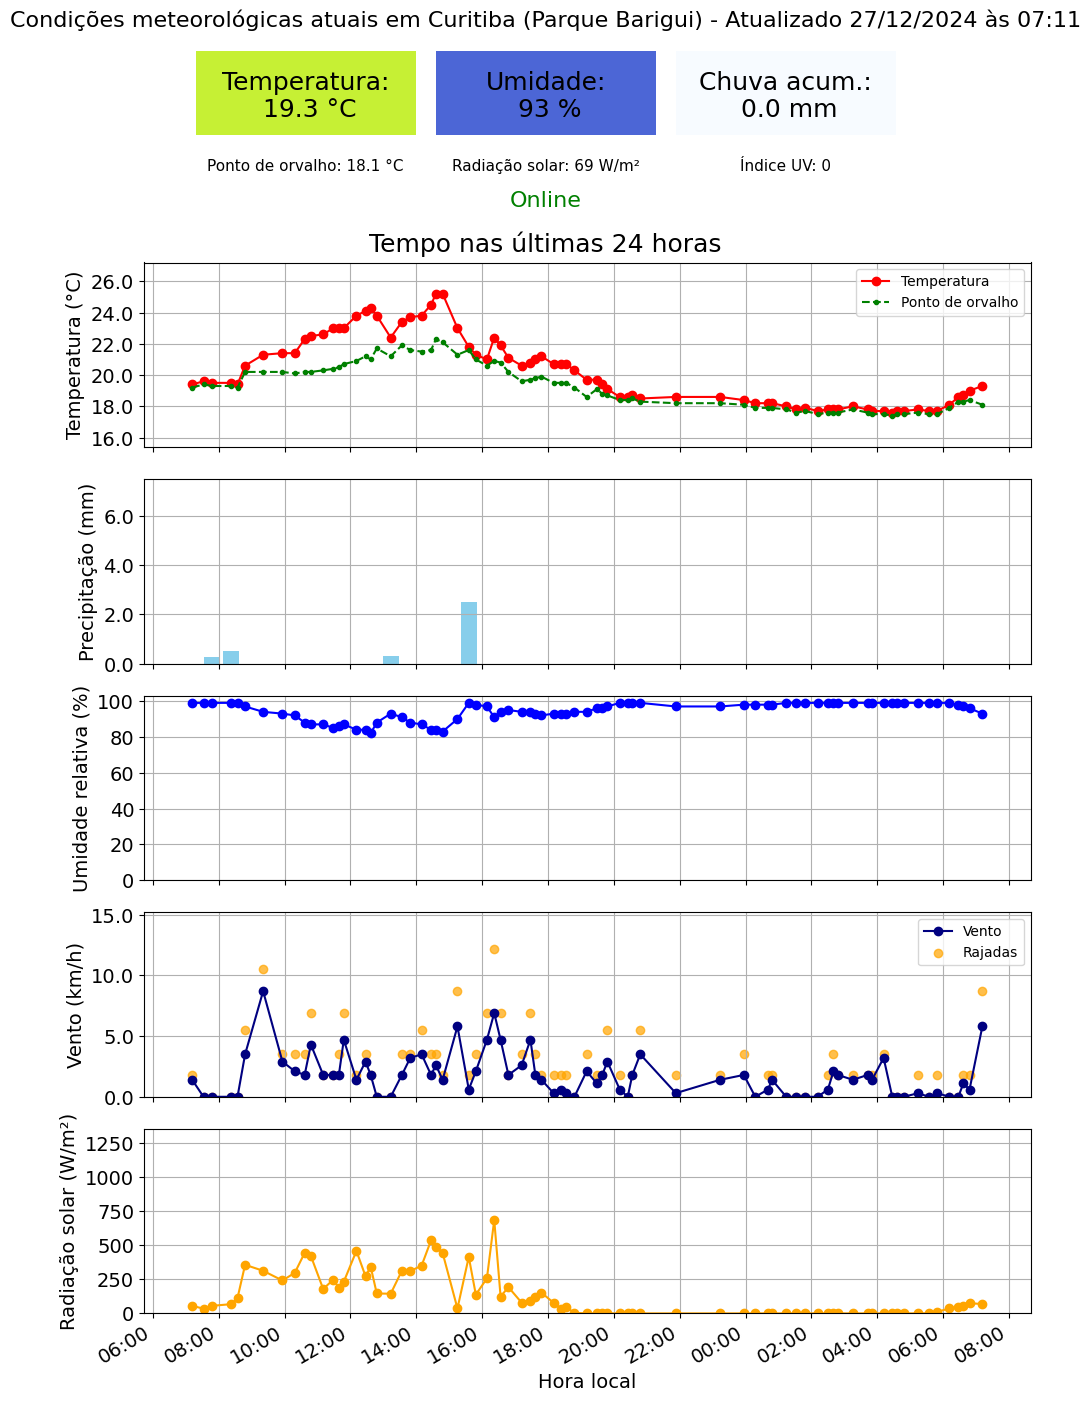 Condições meteorológicas atuais em Curitiba (Parque Barigui) - Atualizado 27/12/2024 às 07:11
Temperatura:
19.3 °C
Umidade:
93 %
Chuva acum.:
0.0 mm
Ponto de orvalho: 18.1 °C
Radiação solar: 69 W/m²
Índice UV: 0
Online
Tempo nas últimas 24 horas
Temperatura (°C)
26.0
24.0
22.0
20.0
18.0
16.0
Temperatura
Ponto de orvalho
Precipitação (mm)
6.0
4.0
2.0
0.0
Umidade relativa (%)
100
80
60
40
20
0
Vento (km/h)
15.0
10.0
5.0
0.0
Vento
Rajadas
Radiação solar (W/m²)
1250
1000
750
500
250
0
06:00 08:00 10:00 12:00 14:00 16:00 18:00 20:00 22:00 00:00 02:00 04:00 06:00 08:00
Hora local